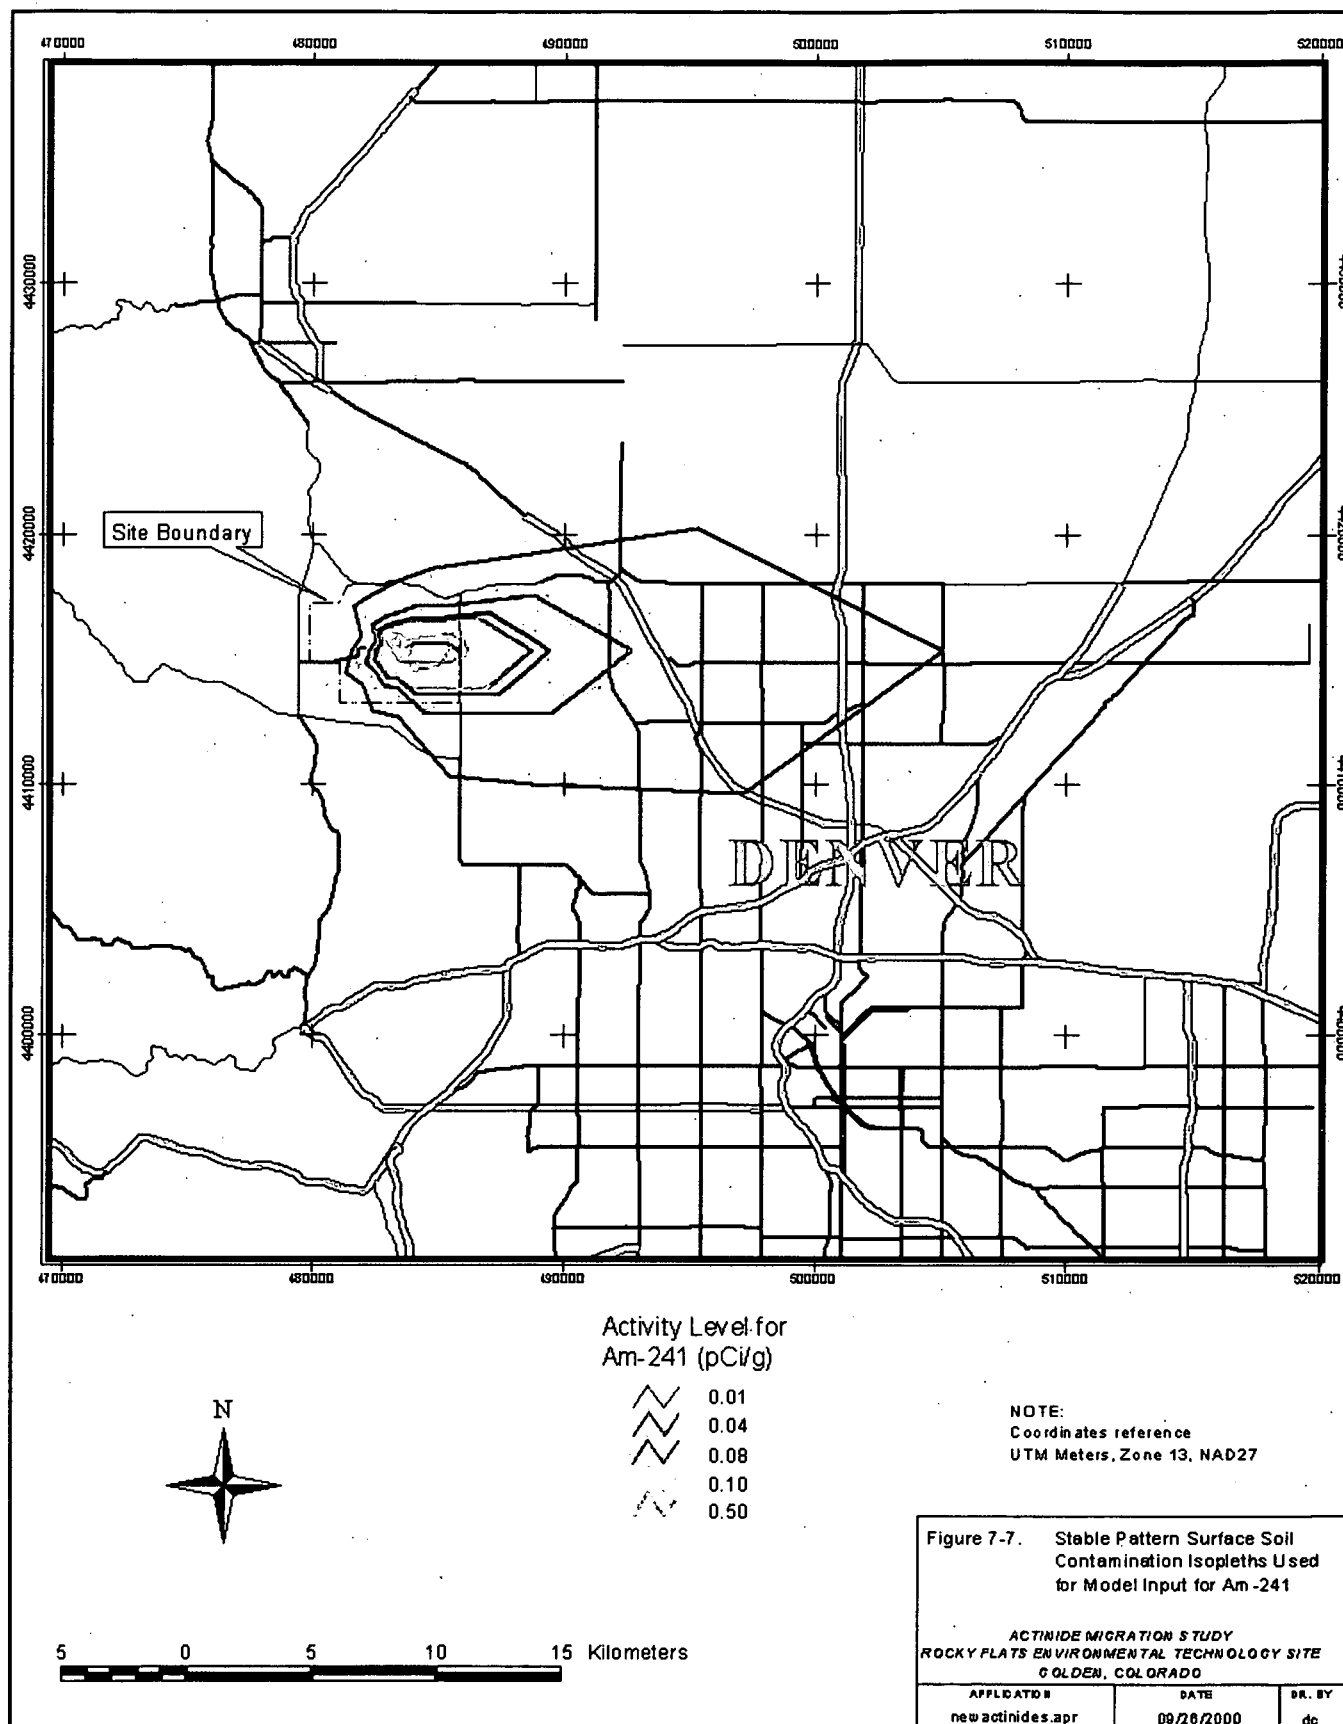 470000 480000 490000 500000 510000 520000
4430000
Site Boundary
4420000
4410000
DENVER
4400000
470000 480000 490000 500000 510000 520000
Activity Level for
Am-241 (pCi/g)
0.01
0.04
0.08
0.10
0.50
N
NOTE:
Coordinates reference
UTM Meters, Zone 13, NAD27
Figure 7-7. Stable Pattern Surface Soil
Contamination Isopleths Used
for Model Input for Am-241
ACTINIDE MIGRATION STUDY
ROCKY FLATS ENVIRONMENTAL TECHNOLOGY SITE
GOLDEN, COLORADO
5 0 5 10 15 Kilometers
APPLICATION DATE DR. BY
newactinides.apr 09/26/2000 dc